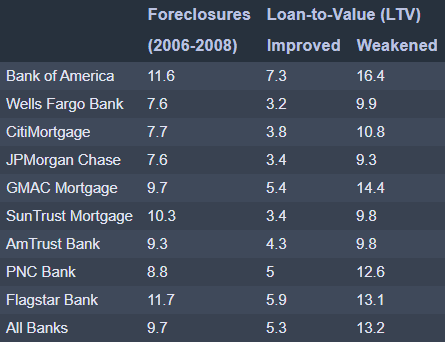 Foreclosures Loan-to-Value (LTV)
(2006-2008) Improved Weakened
Bank of America 11.6 7.3 16.4
Wells Fargo Bank 7.6 3.2 9.9
CitiMortgage 7.7 3.8 10.8
JPMorgan Chase 7.6 3.4 9.3
GMAC Mortgage 9.7 5.4 14.4
SunTrust Mortgage 10.3 3.4 9.8
AmTrust Bank 9.3 4.3 9.8
PNC Bank 8.8 5 12.6
Flagstar Bank 11.7 5.9 13.1
All Banks 9.7 5.3 13.2